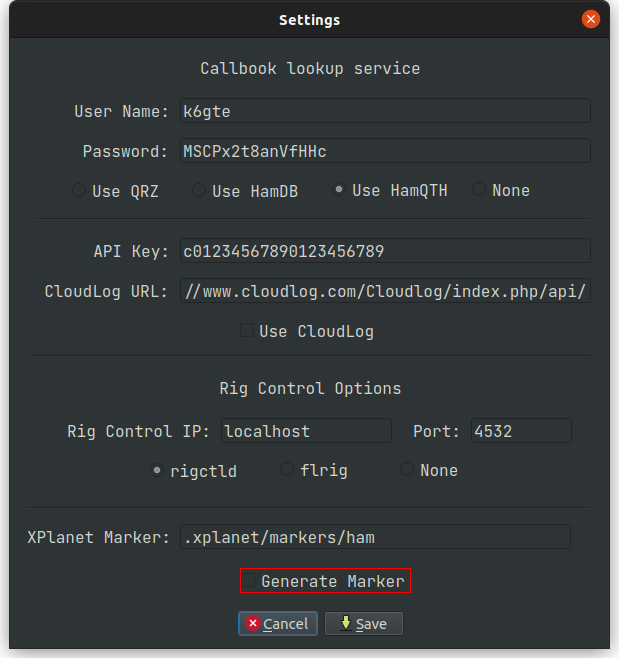 Settings
Callbook lookup service
User Name: k6gte
Password: MSCPx2t8anVfHHc
Use QRZ Use HamDB Use HamQTH None
API Key: c01234567890123456789
CloudLog URL: //www.cloudlog.com/Cloudlog/index.php/api/
Use CloudLog
Rig Control Options
Rig Control IP: localhost Port: 4532
rigctld flrig None
XPlanet Marker: .xplanet/markers/ham
Generate Marker
Cancel Save